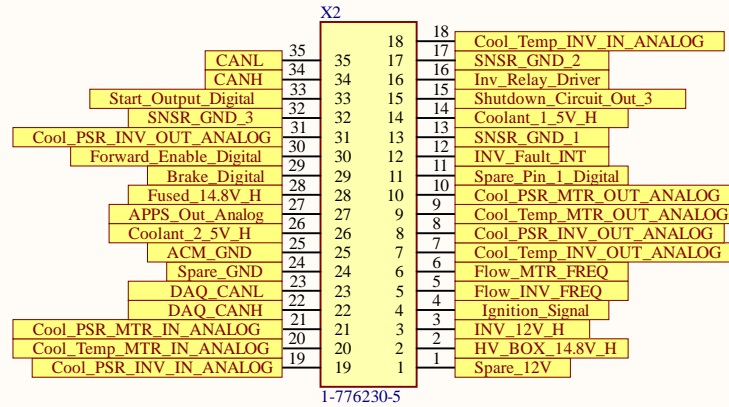 X2
18 18 Cool_Temp_INV_IN_ANALOG
CANL 35 35 17 17 SNSR_GND_2
CANH 34 34 16 16 Inv_Relay_Driver
Start_Output_Digital 33 33 15 15 Shutdown_Circuit_Out_3
SNSR_GND_3 32 32 14 14 Coolant_1_5V_H
Cool_PSR_INV_OUT_ANALOG 31 31 13 13 SNSR_GND_1
Forward_Enable_Digital 30 30 12 12 INV_Fault_INT
Brake_Digital 29 29 11 11 Spare_Pin_1_Digital
Fused_14.8V_H 28 28 10 10 Cool_PSR_MTR_OUT_ANALOG
APPS_Out_Analog 27 27 9 9 Cool_Temp_MTR_OUT_ANALOG
Coolant_2_5V_H 26 26 8 8 Cool_PSR_INV_OUT_ANALOG
ACM_GND 25 25 7 7 Cool_Temp_INV_OUT_ANALOG
Spare_GND 24 24 6 6 Flow_MTR_FREQ
DAQ_CANL 23 23 5 5 Flow_INV_FREQ
DAQ_CANH 22 22 4 4 Ignition_Signal
Cool_PSR_MTR_IN_ANALOG 21 21 3 3 INV_12V_H
Cool_Temp_MTR_IN_ANALOG 20 20 2 2 HV_BOX_14.8V_H
Cool_PSR_INV_IN_ANALOG 19 19 1 1 Spare_12V
1-776230-5